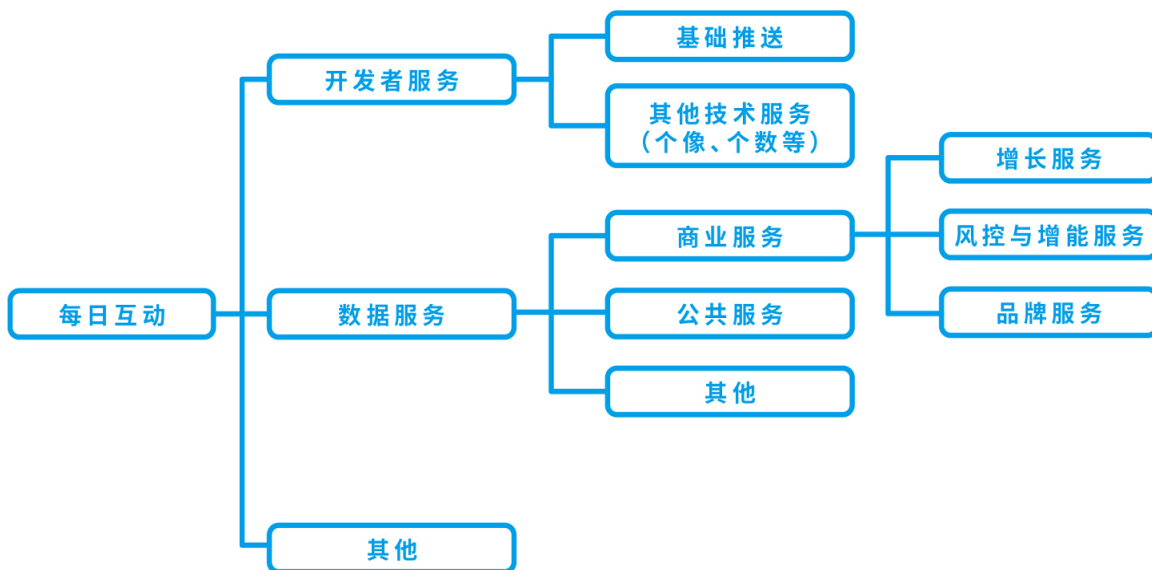 基础推送
开发者服务
其他技术服务
（个像、个数等）
增长服务
商业服务
风控与增能服务
每日互动
数据服务
公共服务
品牌服务
其他
其他